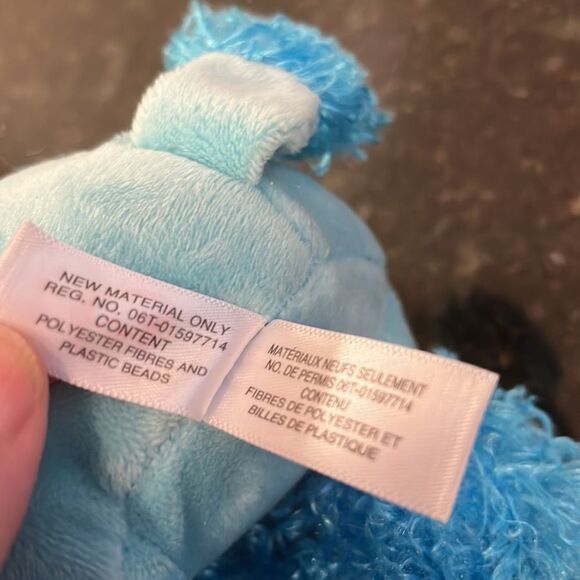 NEW MATERIAL ONLY
REG. NO. 06T-01597714
CONTENT
POLYESTER FIBRES AND
PLASTIC BEADS
MATÉRIAUX NEUFS SEULEMENT
NO. DE PERMIS 06T-01597714
CONTENU
FIBRES DE POLYESTER ET
BILLES DE PLASTIQUE